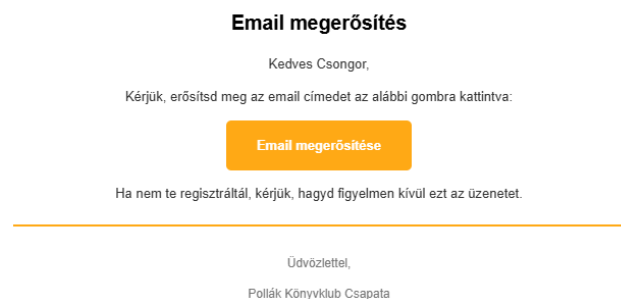 Email megerősítés
Kedves Csongor,
Kérjük, erősítsd meg az email címedet az alábbi gombra kattintva:
Email megerősítése
Ha nem te regisztráltál, kérjük, hagyd figyelmen kívül ezt az üzenetet.
Üdvözlettel,
Pollák Könyvklub Csapata